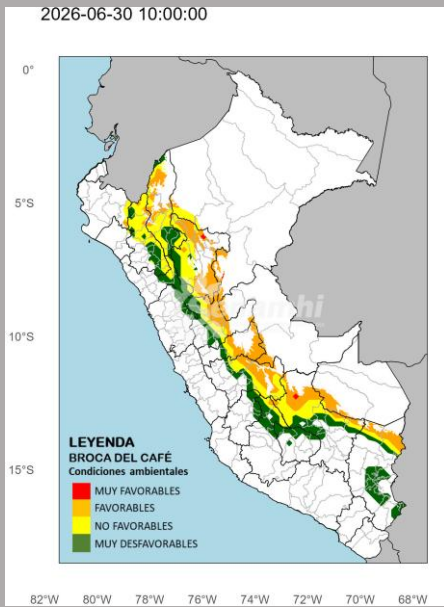 2026-06-30 10:00:00
0°
5°S
10°S
15°S
senamhi
LEYENDA
BROCA DEL CAFÉ
Condiciones ambientales
MUY FAVORABLES
FAVORABLES
NO FAVORABLES
MUY DESFAVORABLES
82°W 80°W 78°W 76°W 74°W 72°W 70°W 68°W